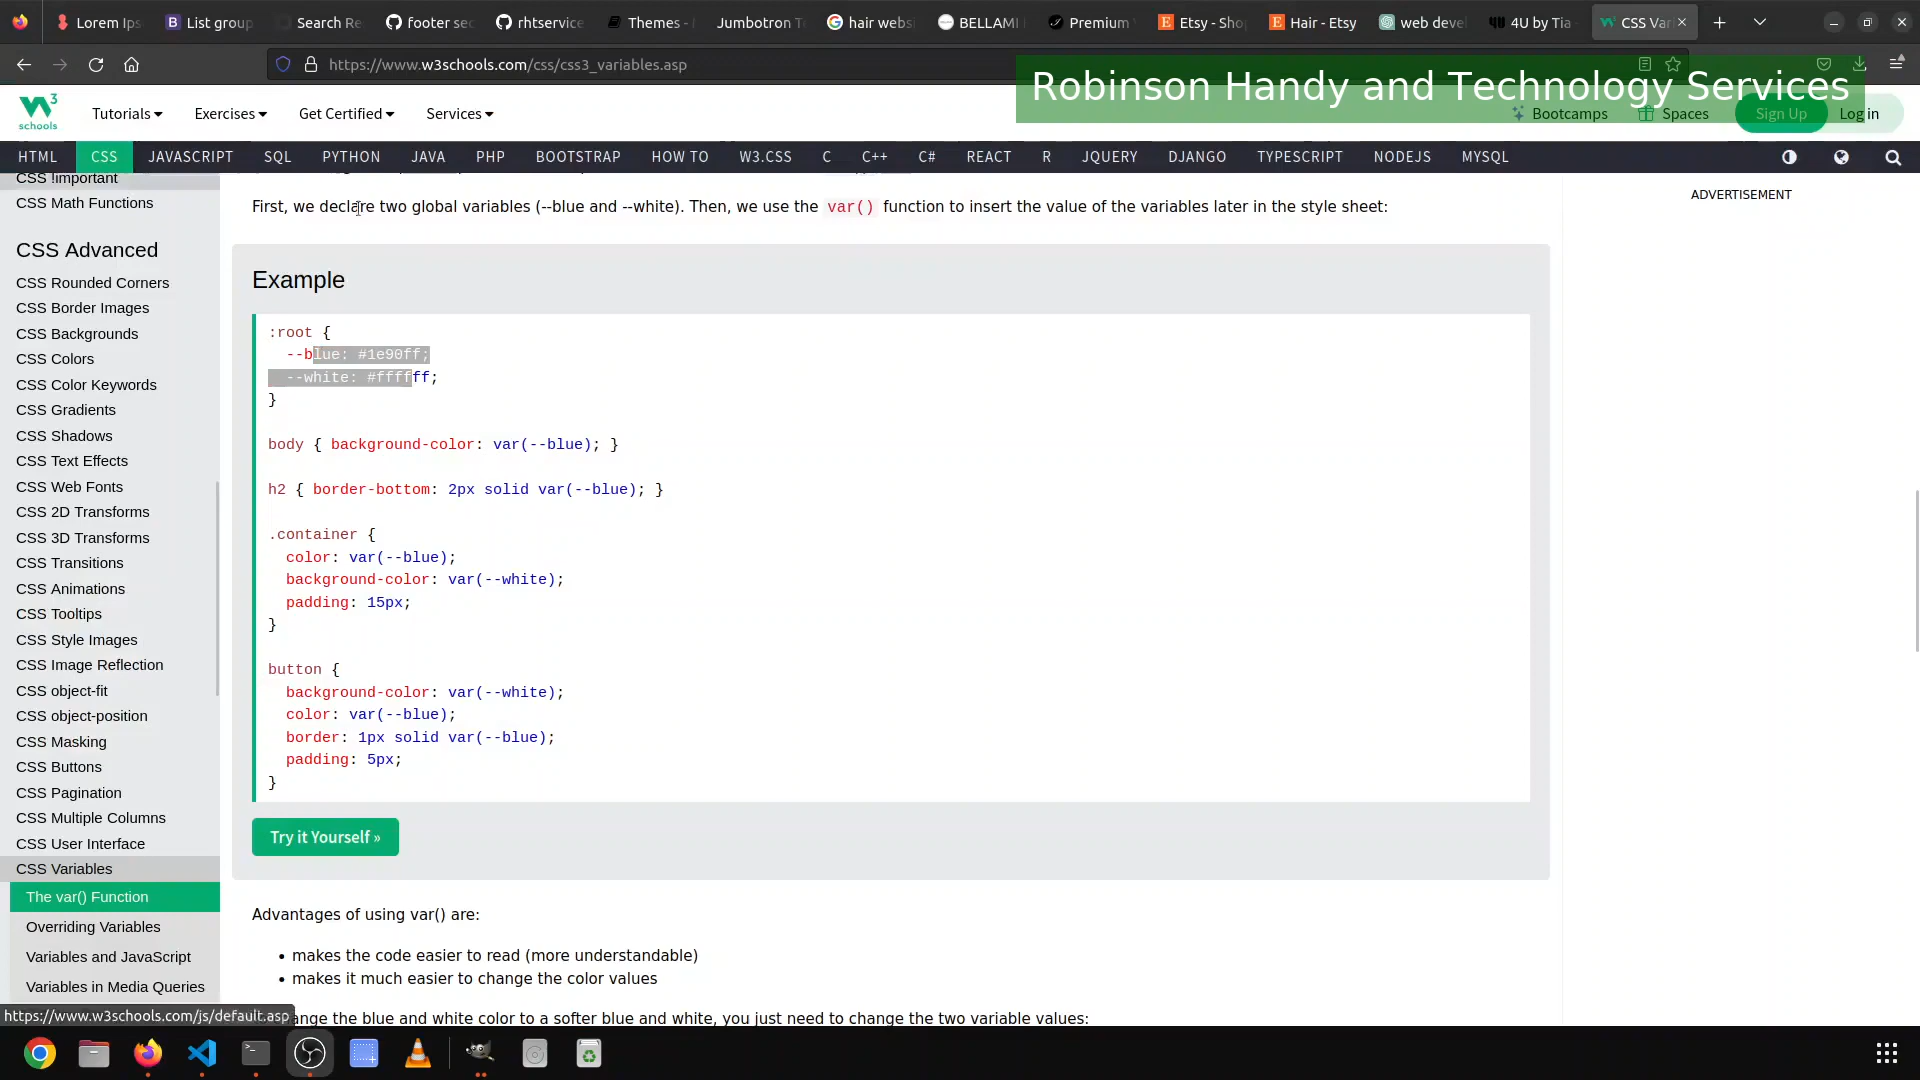 Lorem Ips
List group
Search Re
footer sec
rhtservice
Themes -
Jumbotron T
hair webs
BELLAMI
Premium
Etsy - Sho
Hair - Etsy
web deve
4U by Tia
CSS Var
https://www.w3schools.com/css/css3_variables.asp
Robinson Handy and Technology Services
schools
Tutorials
Exercises
Get Certified
Services
Bootcamps
Spaces
Sign Up
Log in
HTML
CSS
JAVASCRIPT
SQL
PYTHON
JAVA
PHP
BOOTSTRAP
HOW TO
W3.CSS
C
C++
C#
REACT
R
JQUERY
DJANGO
TYPESCRIPT
NODEJS
MYSQL
CSS !important
CSS Math Functions
CSS Advanced
CSS Rounded Corners
CSS Border Images
CSS Backgrounds
CSS Colors
CSS Color Keywords
CSS Gradients
CSS Shadows
CSS Text Effects
CSS Web Fonts
CSS 2D Transforms
CSS 3D Transforms
CSS Transitions
CSS Animations
CSS Tooltips
CSS Style Images
CSS Image Reflection
CSS object-fit
CSS object-position
CSS Masking
CSS Buttons
CSS Pagination
CSS Multiple Columns
CSS User Interface
CSS Variables
The var() Function
Overriding Variables
Variables and JavaScript
Variables in Media Queries
First, we declare two global variables (--blue and --white). Then, we use the var() function to insert the value of the variables later in the style sheet:
Example
:root {
--blue: #1e90ff;
--white: #ffffff;
}
body { background-color: var(--blue); }
h2 { border-bottom: 2px solid var(--blue); }
.container {
color: var(--blue);
background-color: var(--white);
padding: 15px;
}
button {
background-color: var(--white);
color: var(--blue);
border: 1px solid var(--blue);
padding: 5px;
}
Try it Yourself »
Advantages of using var() are:
• makes the code easier to read (more understandable)
• makes it much easier to change the color values
the blue and white color to a softer blue and white, you just need to change the two variable values:
ADVERTISEMENT
https://www.w3schools.com/js/default.asp